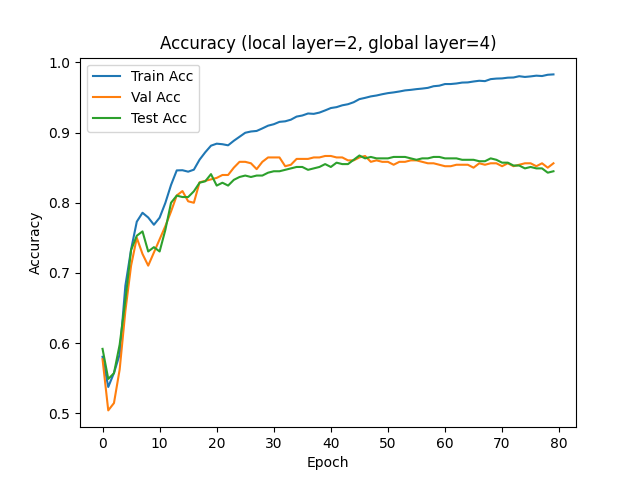 Accuracy (local layer=2, global layer=4)
Train Acc
Val Acc
Test Acc
1.0
0.9
0.8
0.7
0.6
0.5
Accuracy
0 10 20 30 40 50 60 70 80
Epoch